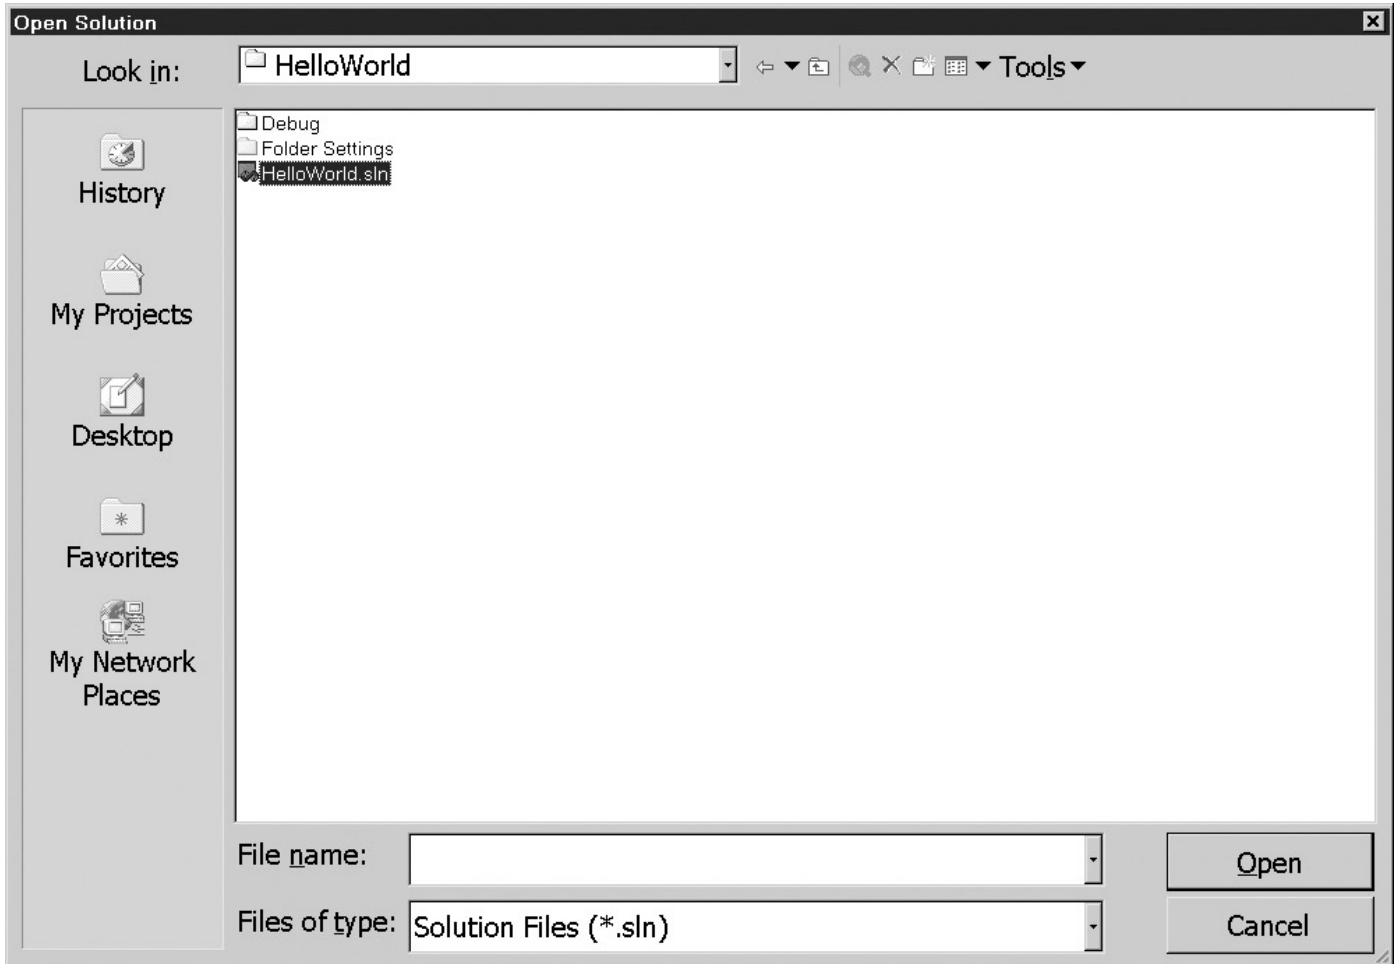 Open Solution
Look in:
HelloWorld
Tools
History
My Projects
Desktop
Favorites
My Network
Places
Debug
Folder Settings
HelloWorld.sln
File name:
Open
Files of type:
Solution Files (*.sln)
Cancel